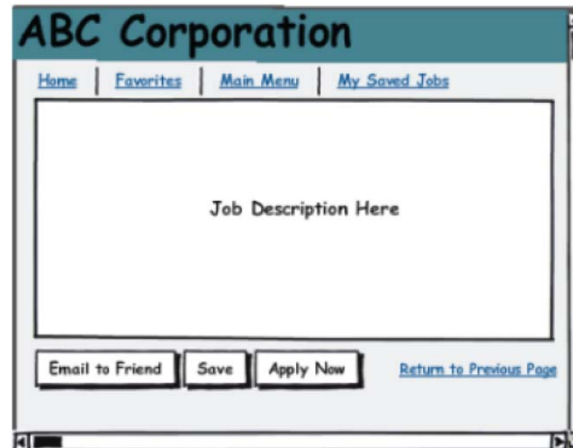 ABC Corporation
Home Favorites Main Menu My Saved Jobs
Job Description Here
Email to Friend Save Apply Now Return to Previous Page